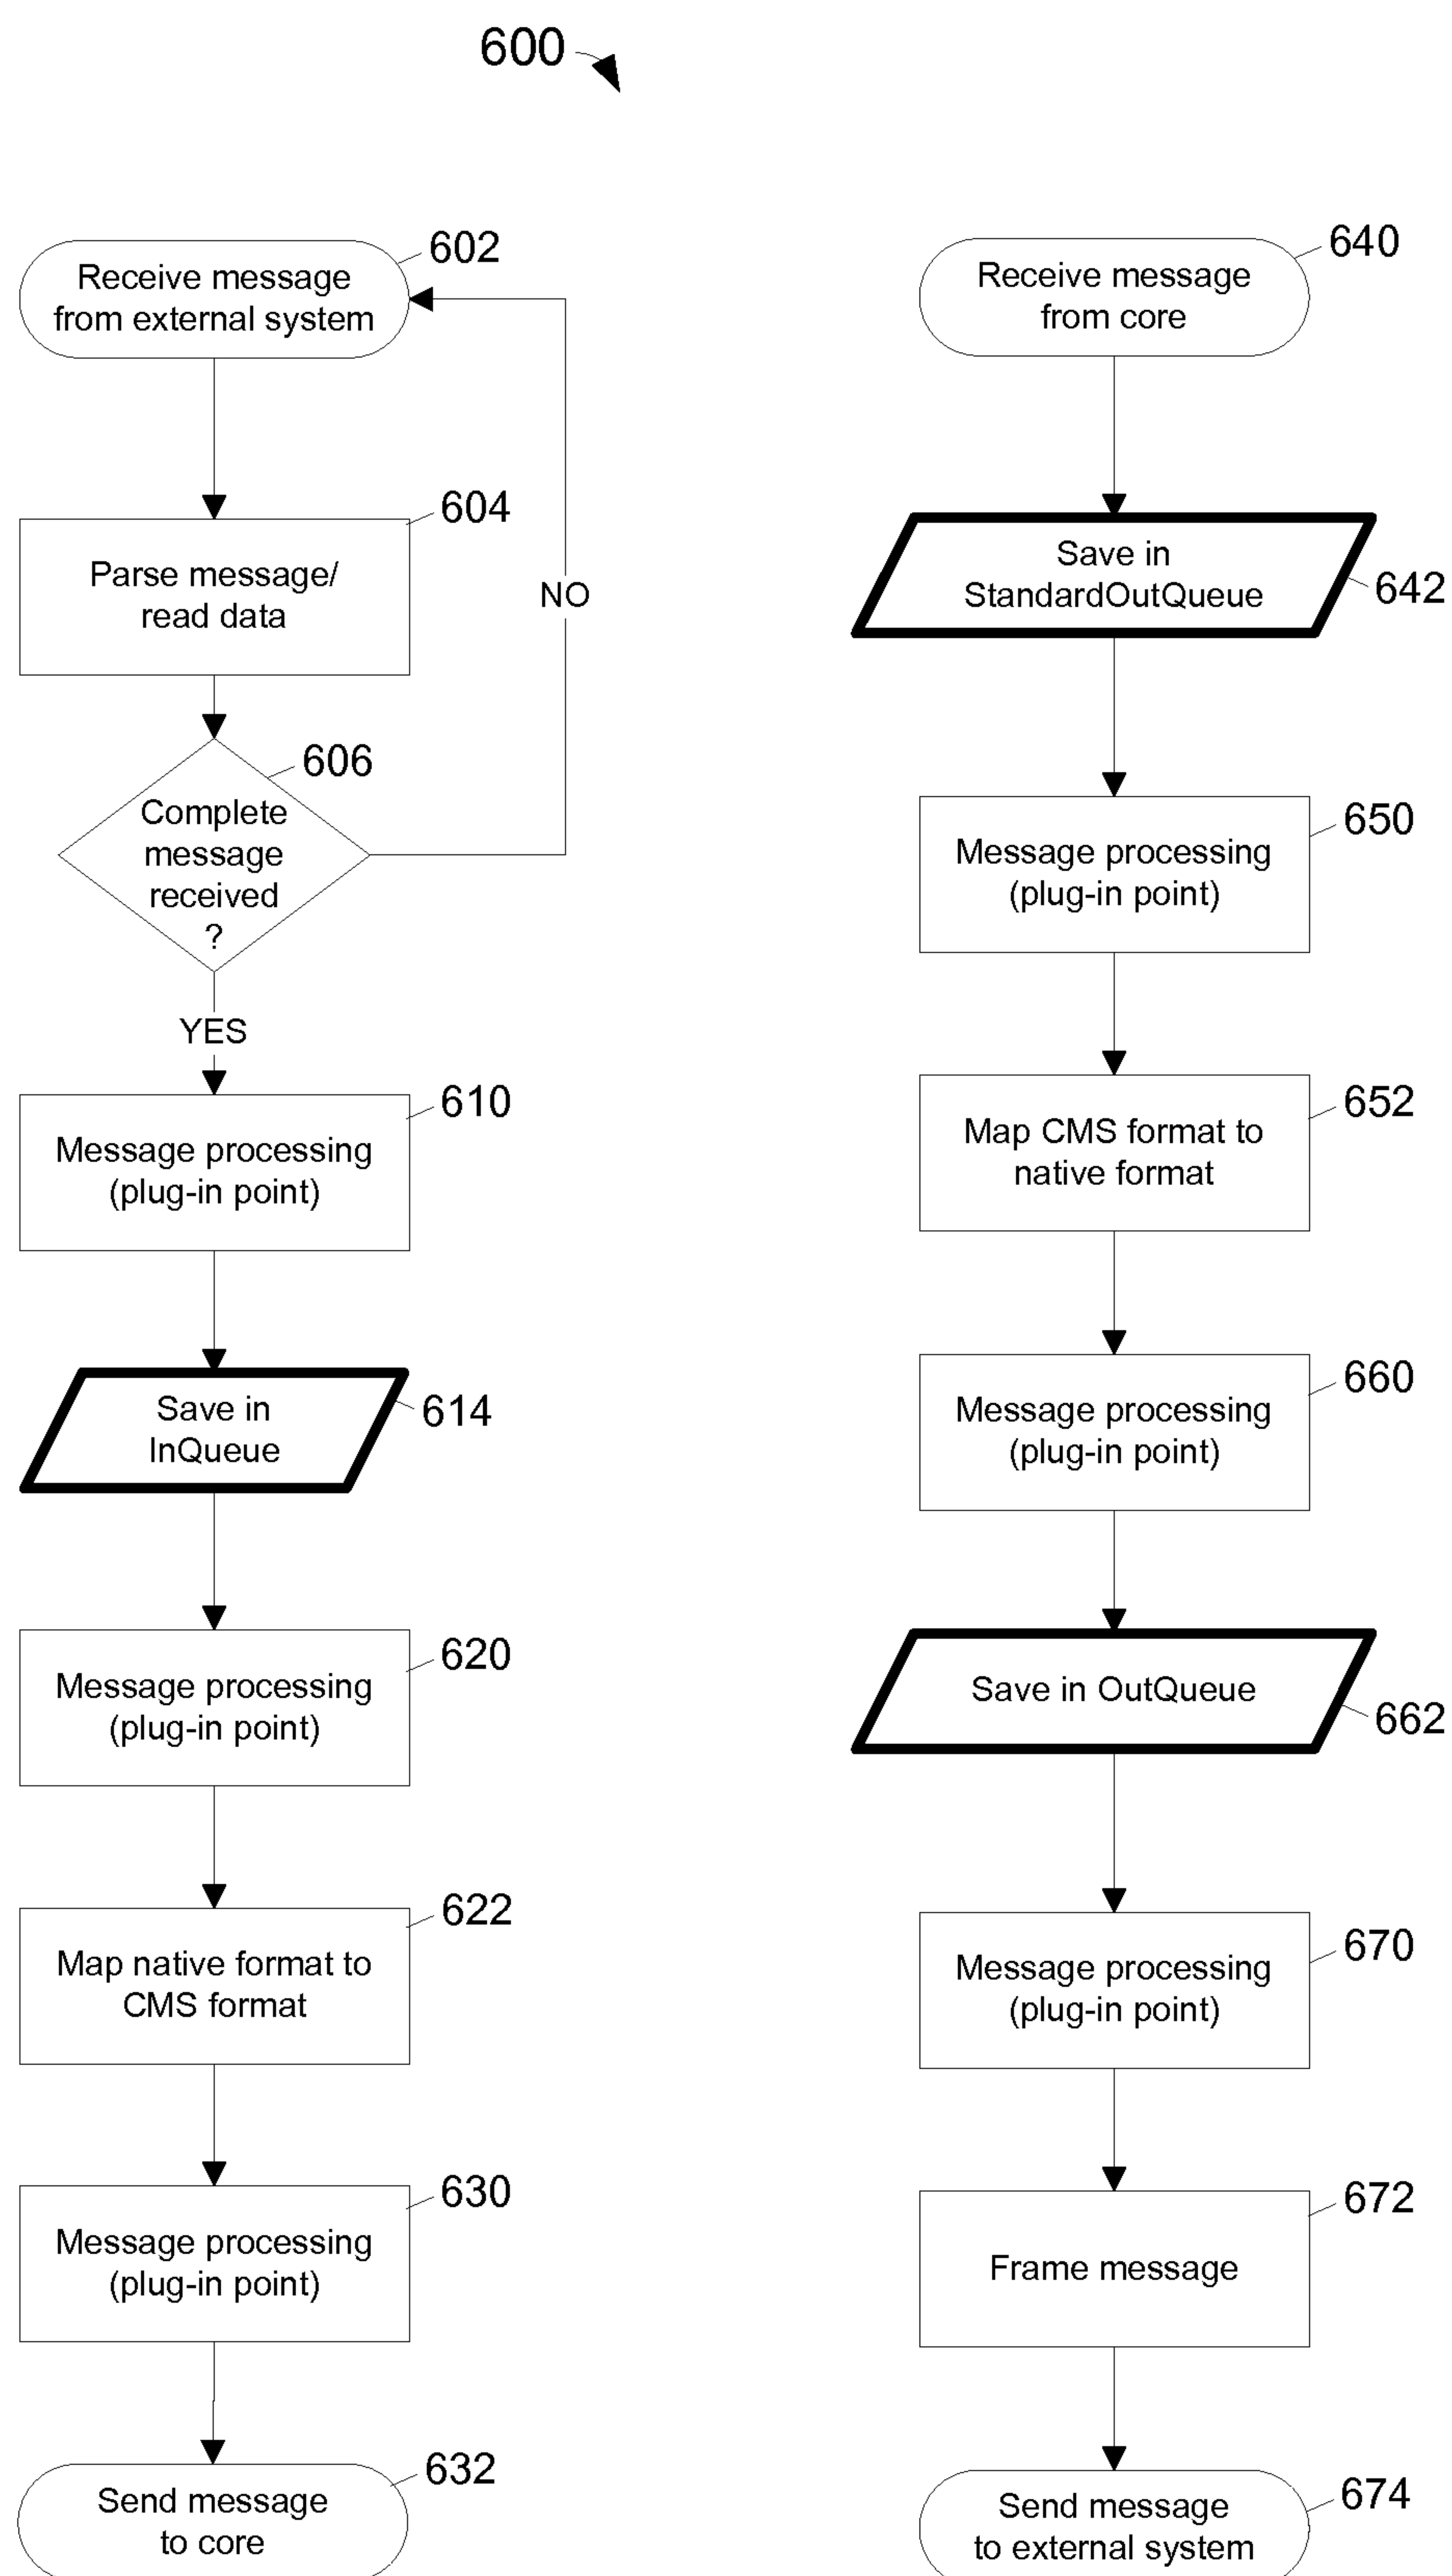 600
602
Receive message
from external system
604
Parse message/
read data
NO
606
Complete
message
received
?
YES
610
Message processing
(plug-in point)
Save in
InQueue
614
620
Message processing
(plug-in point)
622
Map native format to
CMS format
630
Message processing
(plug-in point)
632
Send message
to core
640
Receive message
from core
Save in
StandardOutQueue
642
650
Message processing
(plug-in point)
652
Map CMS format to
native format
660
Message processing
(plug-in point)
Save in OutQueue
662
670
Message processing
(plug-in point)
672
Frame message
674
Send message
to external system